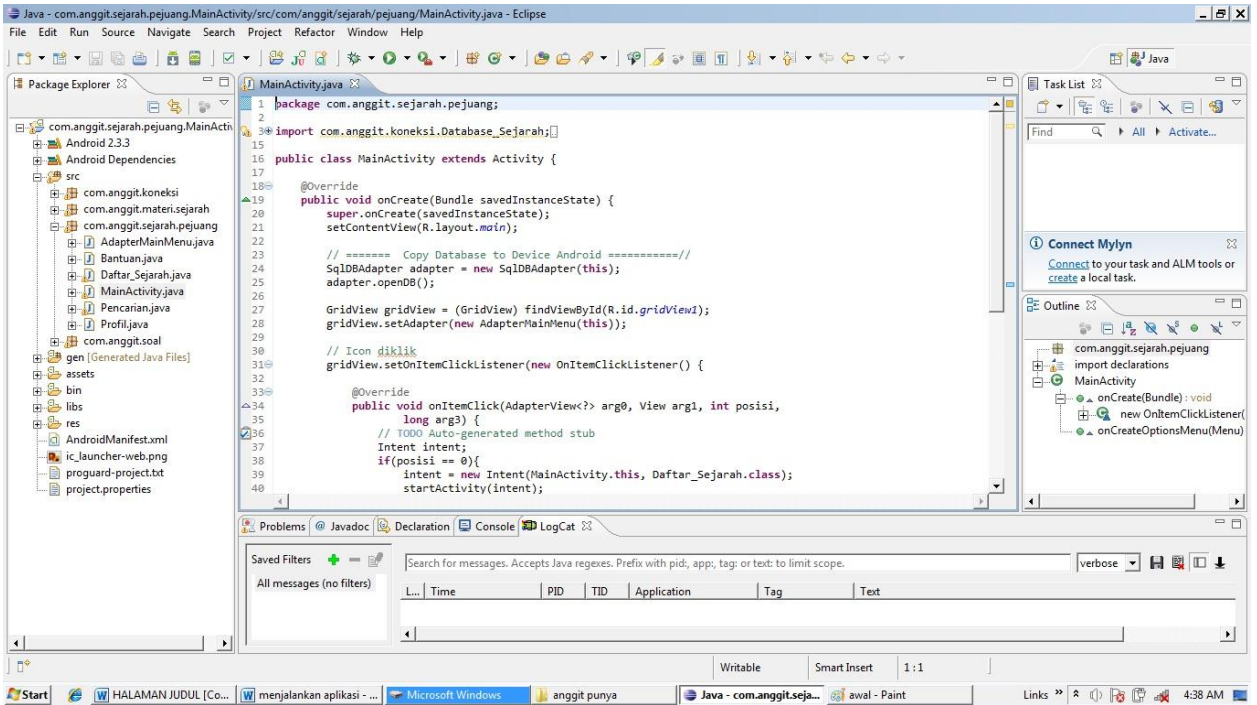 Java - com.anggit.sejarah.pejuang.MainActivity/src/com/anggit/sejarah/pejuang/MainActivity.java - Eclipse
File Edit Run Source Navigate Search Project Refactor Window Help
Java
Package Explorer
com.anggit.sejarah.pejuang.MainActiv
Android 2.3.3
Android Dependencies
src
com.anggit.koneksi
com.anggit.materi.sejarah
com.anggit.sejarah.pejuang
AdapterMainMenu.java
Bantuan.java
Daftar_Sejarah.java
MainActivity.java
Pencarian.java
Profil.java
com.anggit.soal
gen [Generated Java Files]
assets
bin
libs
res
AndroidManifest.xml
ic_launcher-web.png
proguard-project.txt
project.properties
MainActivity.java
1 package com.anggit.sejarah.pejuang;
2
3 import com.anggit.koneksi.Database_Sejarah;
15
16 public class MainActivity extends Activity {
17
18 @Override
19 public void onCreate(Bundle savedInstanceState) {
20 super.onCreate(savedInstanceState);
21 setContentView(R.layout.main);
22
23 // ======= Copy Database to Device Android ===========//
24 SqlDBAdapter adapter = new SqlDBAdapter(this);
25 adapter.openDB();
26
27 GridView gridView = (GridView) findViewById(R.id.gridView1);
28 gridView.setAdapter(new AdapterMainMenu(this));
29
30 // Icon diklik
31 gridView.setOnItemClickListener(new OnItemClickListener() {
32
33 @Override
34 public void onItemClick(AdapterView<?> arg0, View arg1, int posisi,
35 long arg3) {
36 // TODO Auto-generated method stub
37 Intent intent;
38 if(posisi == 0){
39 intent = new Intent(MainActivity.this, Daftar_Sejarah.class);
40 startActivity(intent);
Task List
Find All Activate...
Connect Mylyn
Connect to your task and ALM tools or
create a local task.
Outline
com.anggit.sejarah.pejuang
import declarations
MainActivity
onCreate(Bundle) : void
new OnItemClickListener(
onCreateOptionsMenu(Menu)
Problems @ Javadoc Declaration Console LogCat
Saved Filters
All messages (no filters)
Search for messages. Accepts Java regexes. Prefix with pid:, app:, tag: or text: to limit scope.
verbose
L... Time PID TID Application Tag Text
Writable Smart Insert 1 : 1
Start HALAMAN JUDUL [Co... menjalankan aplikasi - ... Microsoft Windows anggit punya Java - com.anggit.seja... awal - Paint Links » 4:38 AM